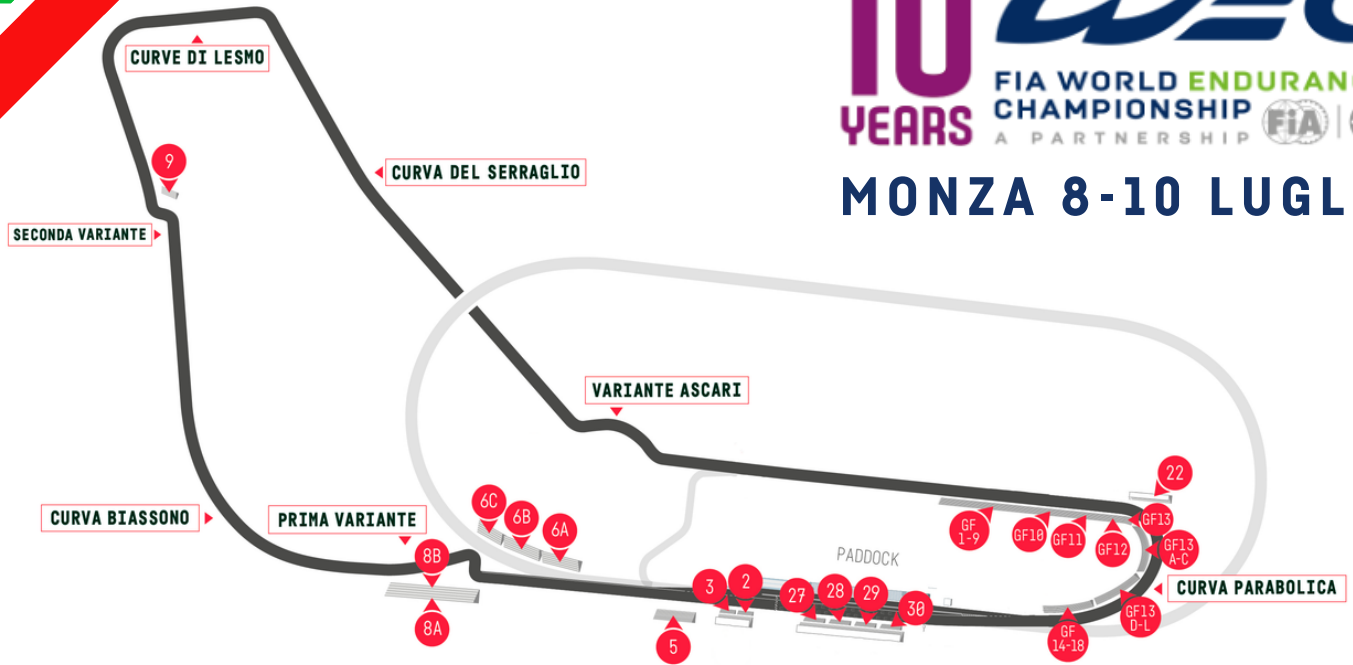 10
YEARS
WEC
FIA WORLD ENDURANC
CHAMPIONSHIP
A PARTNERSHIP
FiA
MONZA 8-10 LUGL
CURVE DI LESMO
9
CURVA DEL SERRAGLIO
SECONDA VARIANTE
VARIANTE ASCARI
CURVA BIASSONO
PRIMA VARIANTE
8B
8A
6C
6B
6A
22
GF
1-9
GF10
GF11
GF12
GF13
GF13
A-C
PADDOCK
CURVA PARABOLICA
3
2
27
28
29
30
5
GF13
D-L
GF
14-18